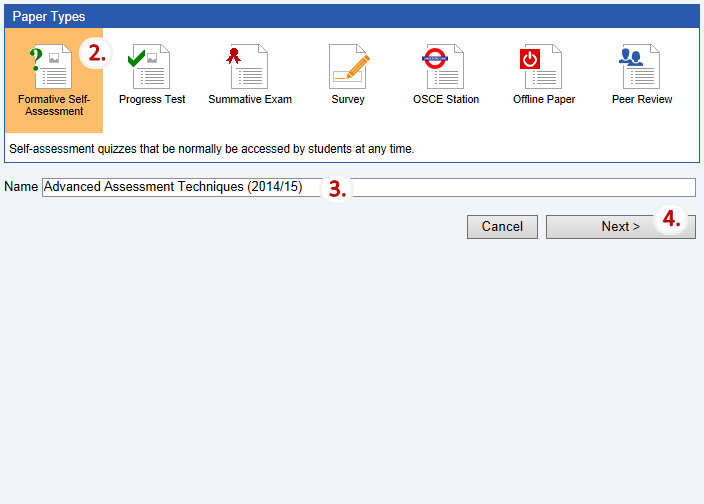 Paper Types
2.
Formative Self-
Assessment
Progress Test
Summative Exam
Survey
OSCE Station
Offline Paper
Peer Review
Self-assessment quizzes that be normally be accessed by students at any time.
Name Advanced Assessment Techniques (2014/15) 3.
Cancel
Next > 4.